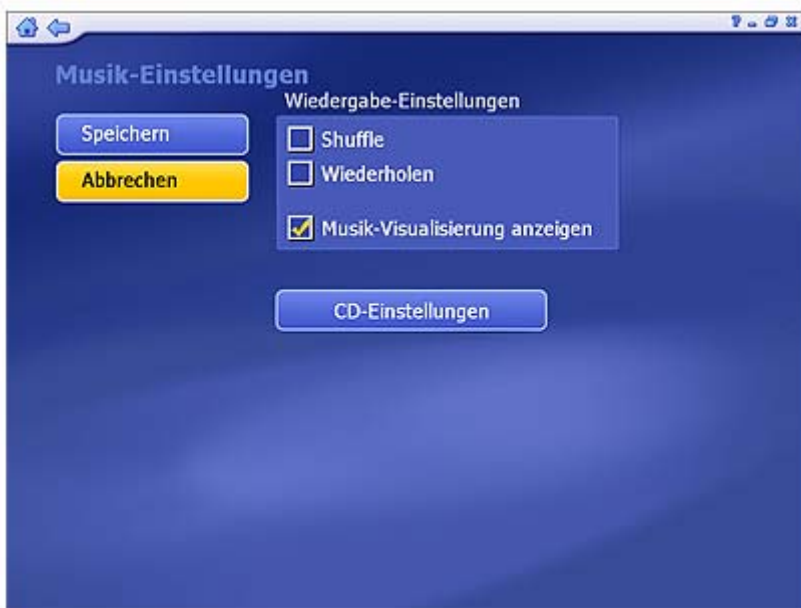 Musik-Einstellungen
Wiedergabe-Einstellungen
Speichern
Shuffle
Abbrechen
Wiederholen
Musik-Visualisierung anzeigen
CD-Einstellungen